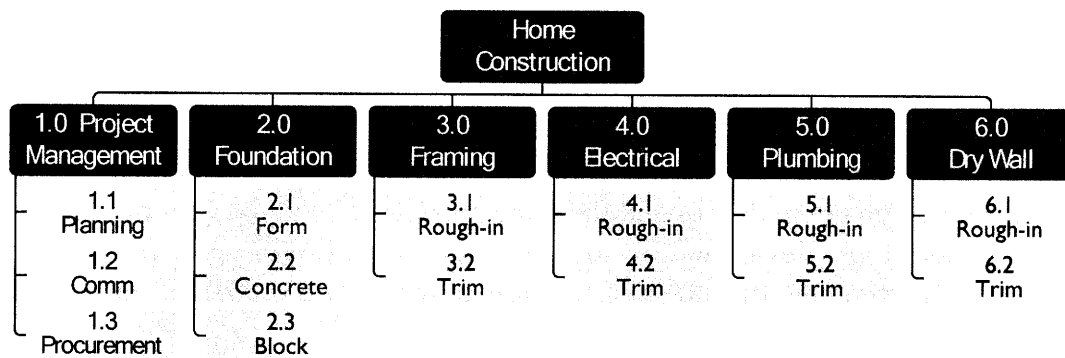 Home
Construction
1.0 Project
Management
2.0
Foundation
3.0
Framing
4.0
Electrical
5.0
Plumbing
6.0
Dry Wall
1.1
Planning
1.2
Comm
1.3
Procurement
2.1
Form
2.2
Concrete
2.3
Block
3.1
Rough-in
3.2
Trim
4.1
Rough-in
4.2
Trim
5.1
Rough-in
5.2
Trim
6.1
Rough-in
6.2
Trim